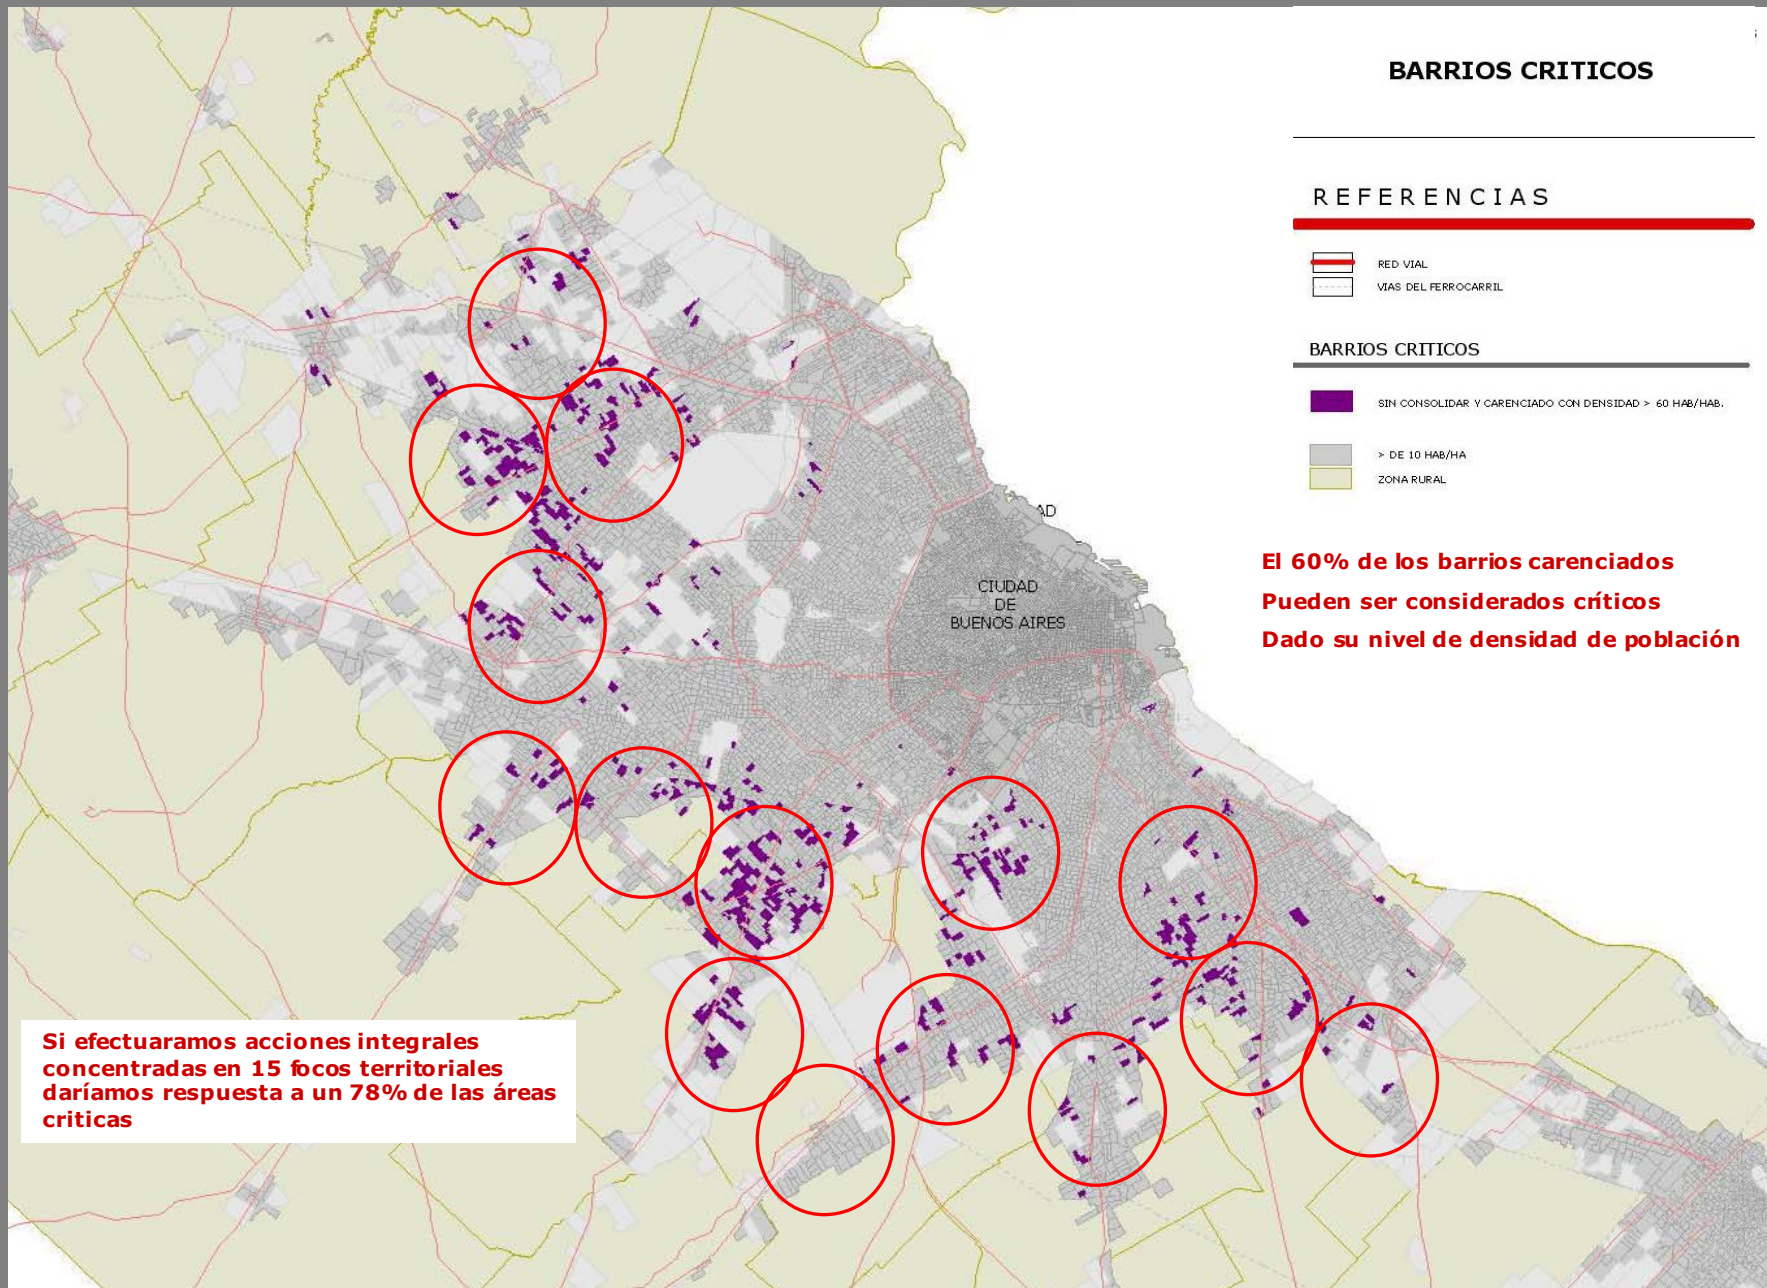 BARRIOS CRITICOS
REFERENCIAS
RED VIAL
VIAS DEL FERROCARRIL
BARRIOS CRITICOS
SIN CONSOLIDAR Y CARENCIADO CON DENSIDAD > 60 HAB/HAB.
> DE 10 HAB/HA
ZONA RURAL
AD
CIUDAD
DE
BUENOS AIRES
El 60% de los barrios carenciados
Pueden ser considerados críticos
Dado su nivel de densidad de población
Si efectuaramos acciones integrales
concentradas en 15 focos territoriales
daríamos respuesta a un 78% de las áreas
criticas